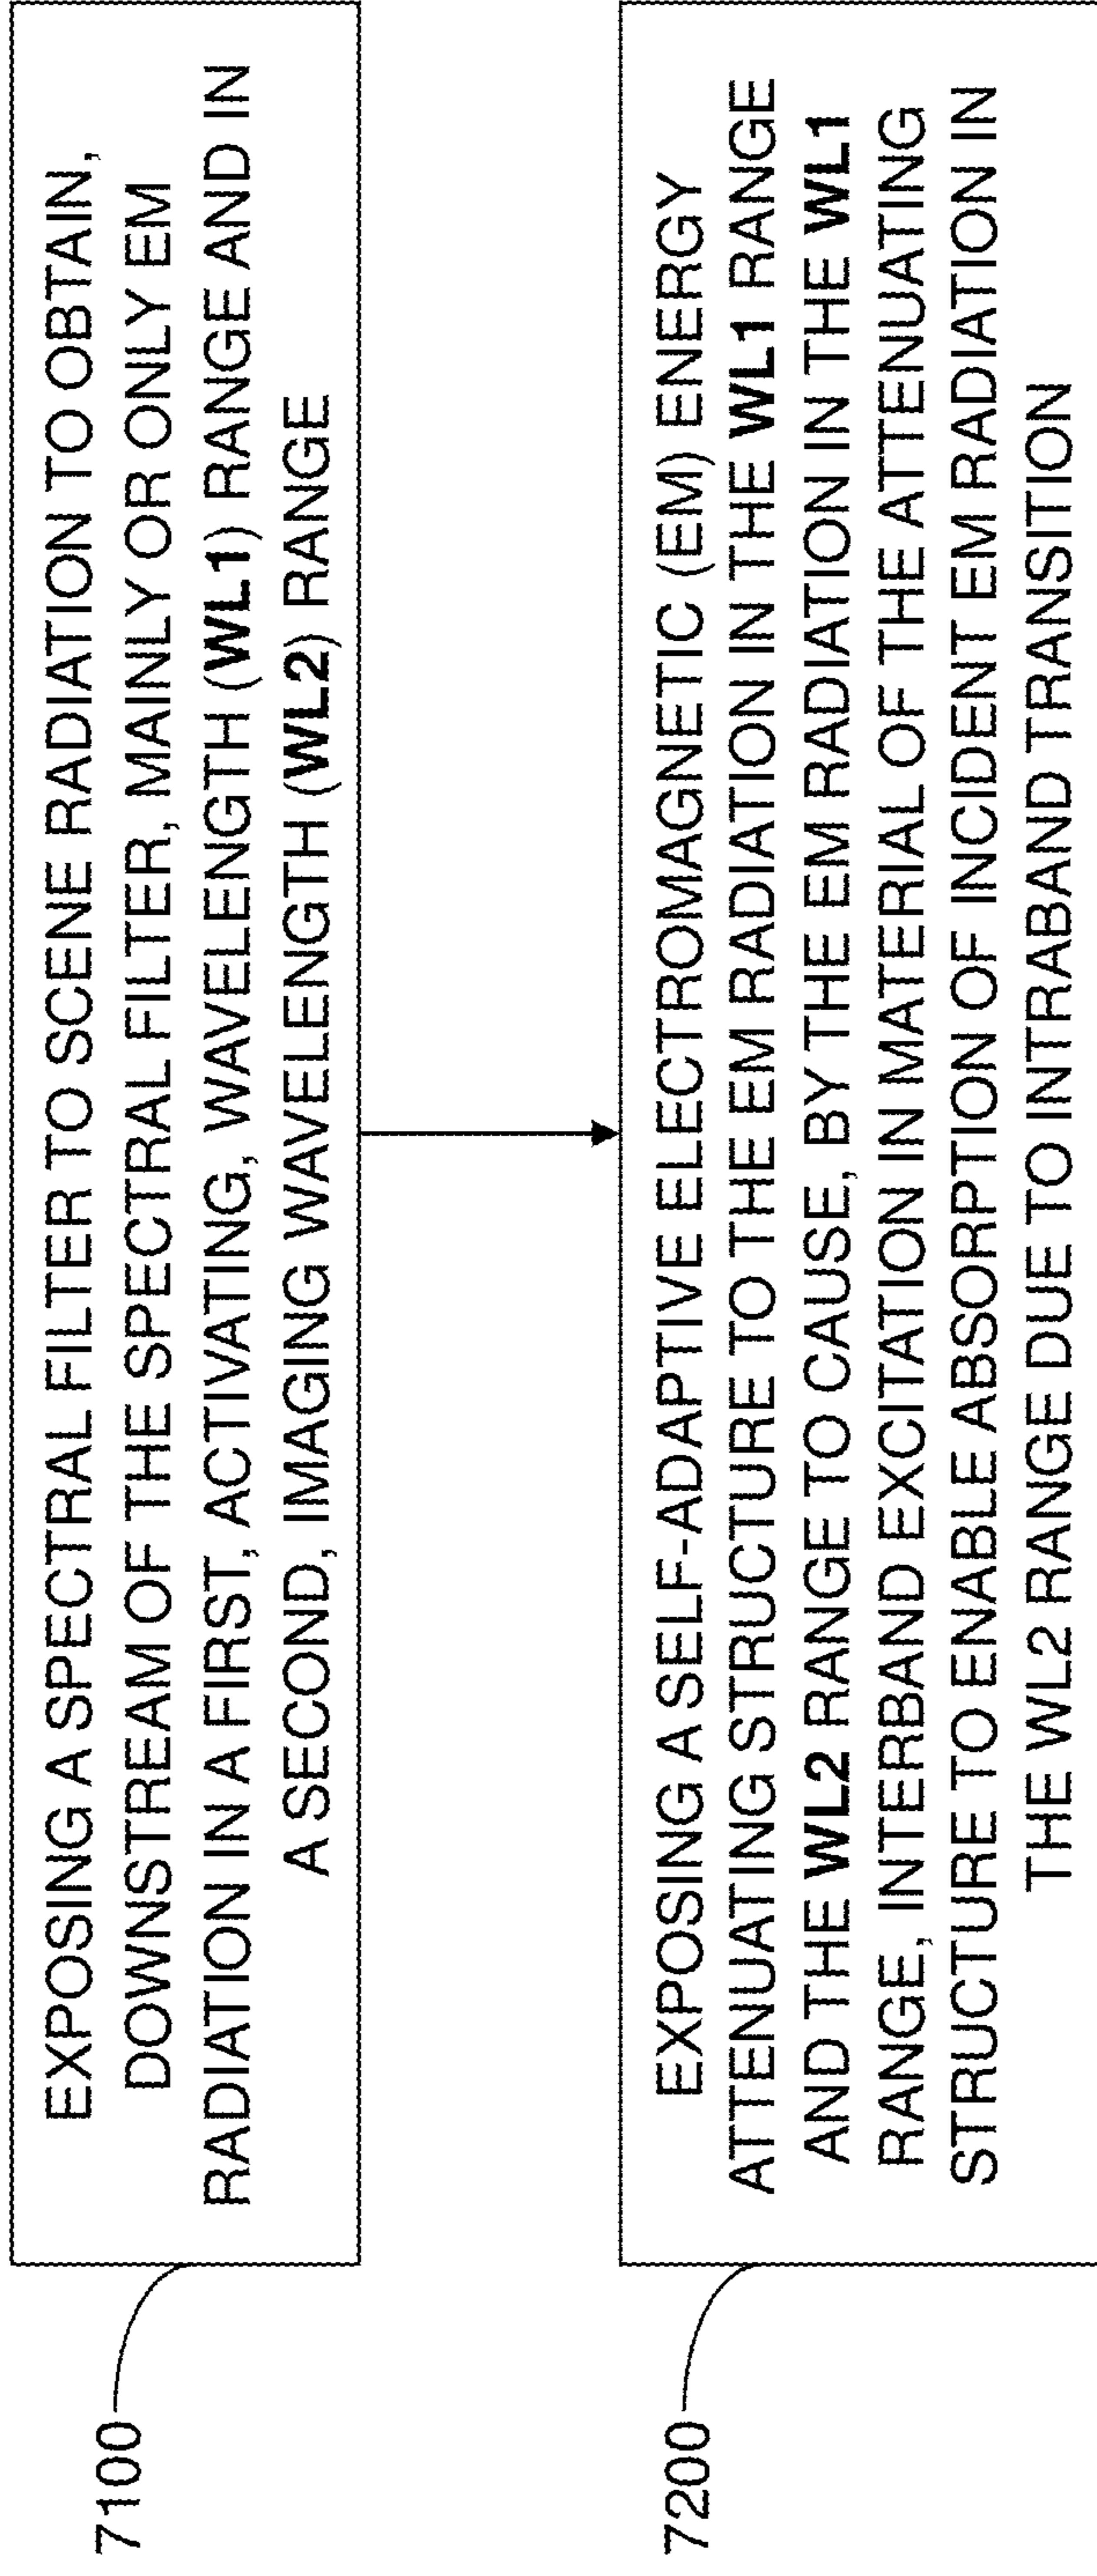 7100
EXPOSING A SPECTRAL FILTER TO SCENE RADIATION TO OBTAIN,
DOWNSTREAM OF THE SPECTRAL FILTER, MAINLY OR ONLY EM
RADIATION IN A FIRST, ACTIVATING, WAVELENGTH (WL1) RANGE AND IN
A SECOND, IMAGING WAVELENGTH (WL2) RANGE
7200
EXPOSING A SELF-ADAPTIVE ELECTROMAGNETIC (EM) ENERGY
ATTENUATING STRUCTURE TO THE EM RADIATION IN THE WL1 RANGE
AND THE WL2 RANGE TO CAUSE, BY THE EM RADIATION IN THE WL1
RANGE, INTERBAND EXCITATION IN MATERIAL OF THE ATTENUATING
STRUCTURE TO ENABLE ABSORPTION OF INCIDENT EM RADIATION IN
THE WL2 RANGE DUE TO INTRABAND TRANSITION